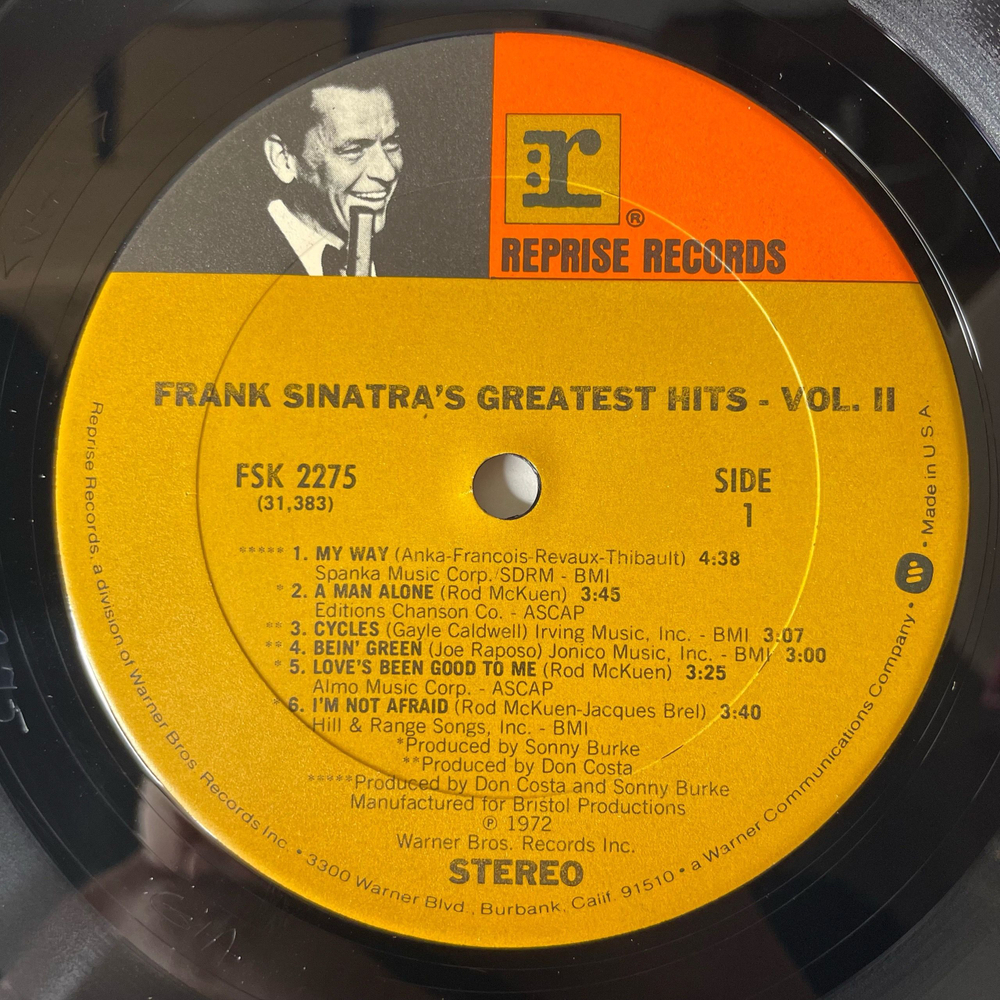 r
®
REPRISE RECORDS
FRANK SINATRA'S GREATEST HITS - VOL. II
FSK 2275
(31,383)
SIDE
1
***** 1. MY WAY (Anka-Francois-Revaux-Thibault) 4:38
Spanka Music Corp./SDRM - BMI
* 2. A MAN ALONE (Rod McKuen) 3:45
Editions Chanson Co. - ASCAP
** 3. CYCLES (Gayle Caldwell) Irving Music, Inc. - BMI 3:07
** 4. BEIN' GREEN (Joe Raposo) Jonico Music, Inc. - BMI 3:00
* 5. LOVE'S BEEN GOOD TO ME (Rod McKuen) 3:25
Almo Music Corp. - ASCAP
* 6. I'M NOT AFRAID (Rod McKuen-Jacques Brel) 3:40
Hill & Range Songs, Inc. - BMI
*Produced by Sonny Burke
**Produced by Don Costa
*****Produced by Don Costa and Sonny Burke
Manufactured for Bristol Productions
℗ 1972
Warner Bros. Records Inc.
STEREO
Reprise Records, a division of Warner Bros. Records Inc. • 3300 Warner Blvd., Burbank, Calif. 91510 • a Warner Communications Company • W • Made in U.S.A.